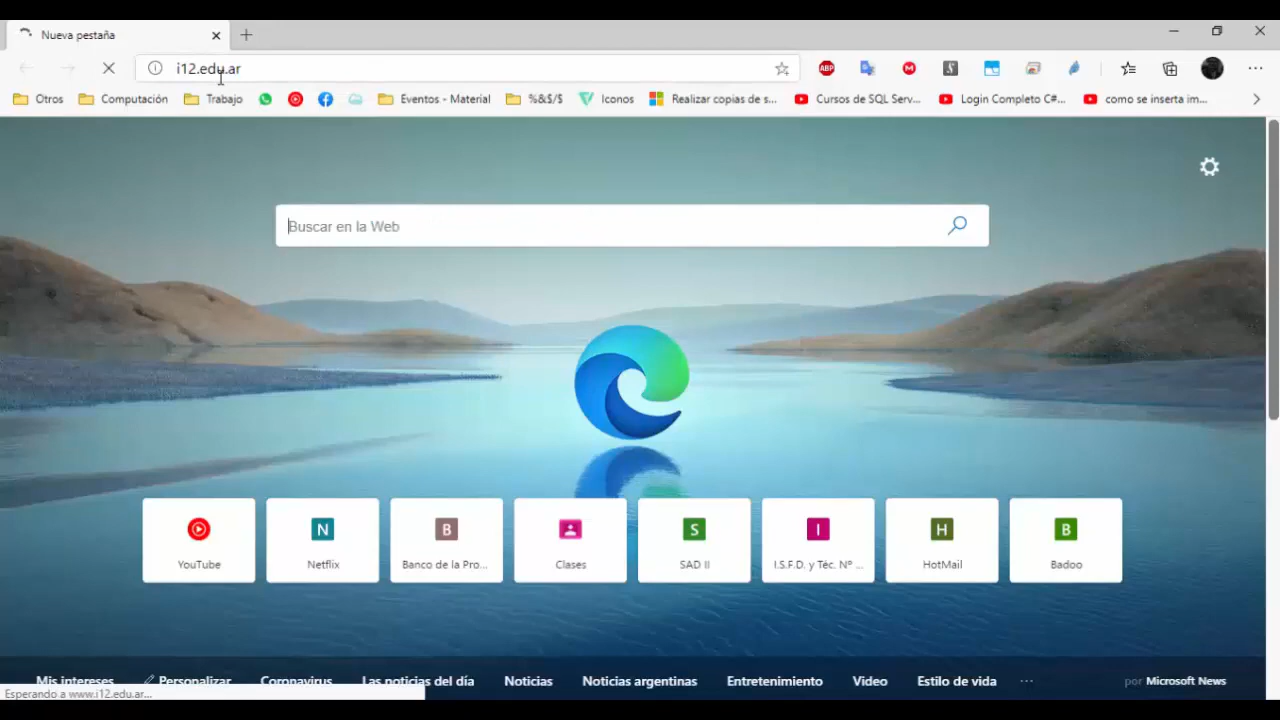 Nueva pestaña
i12.edu.ar
ABP
Otros Computación Trabajo Eventos - Material %&$/$ Iconos Realizar copias de s... Cursos de SQL Serv... Login Completo C#... como se inserta im...
Buscar en la Web
N B S I H B
YouTube Netflix Banco de la Pro... Clases SAD II I.S.F.D. y Téc. Nº ... HotMail Badoo
Mis intereses Personalizar Coronavirus Las noticias del día Noticias Noticias argentinas Entretenimiento Video Estilo de vida ... por Microsoft News
Esperando a www.i12.edu.ar...